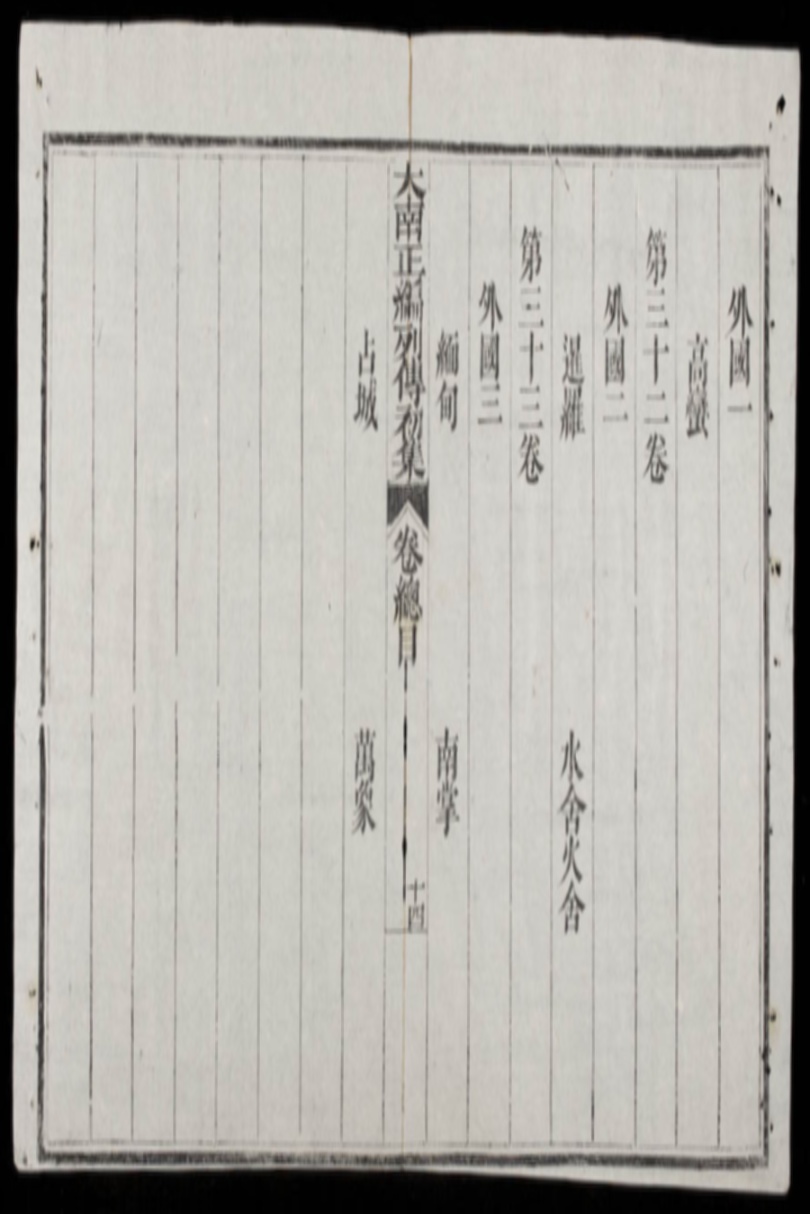 外國一
高蠻
第三十二卷
外國二
暹羅 水舍火舍
第三十三卷
外國三
緬甸 南掌
大南正編列傳初集 卷總目 十四
占城 萬象